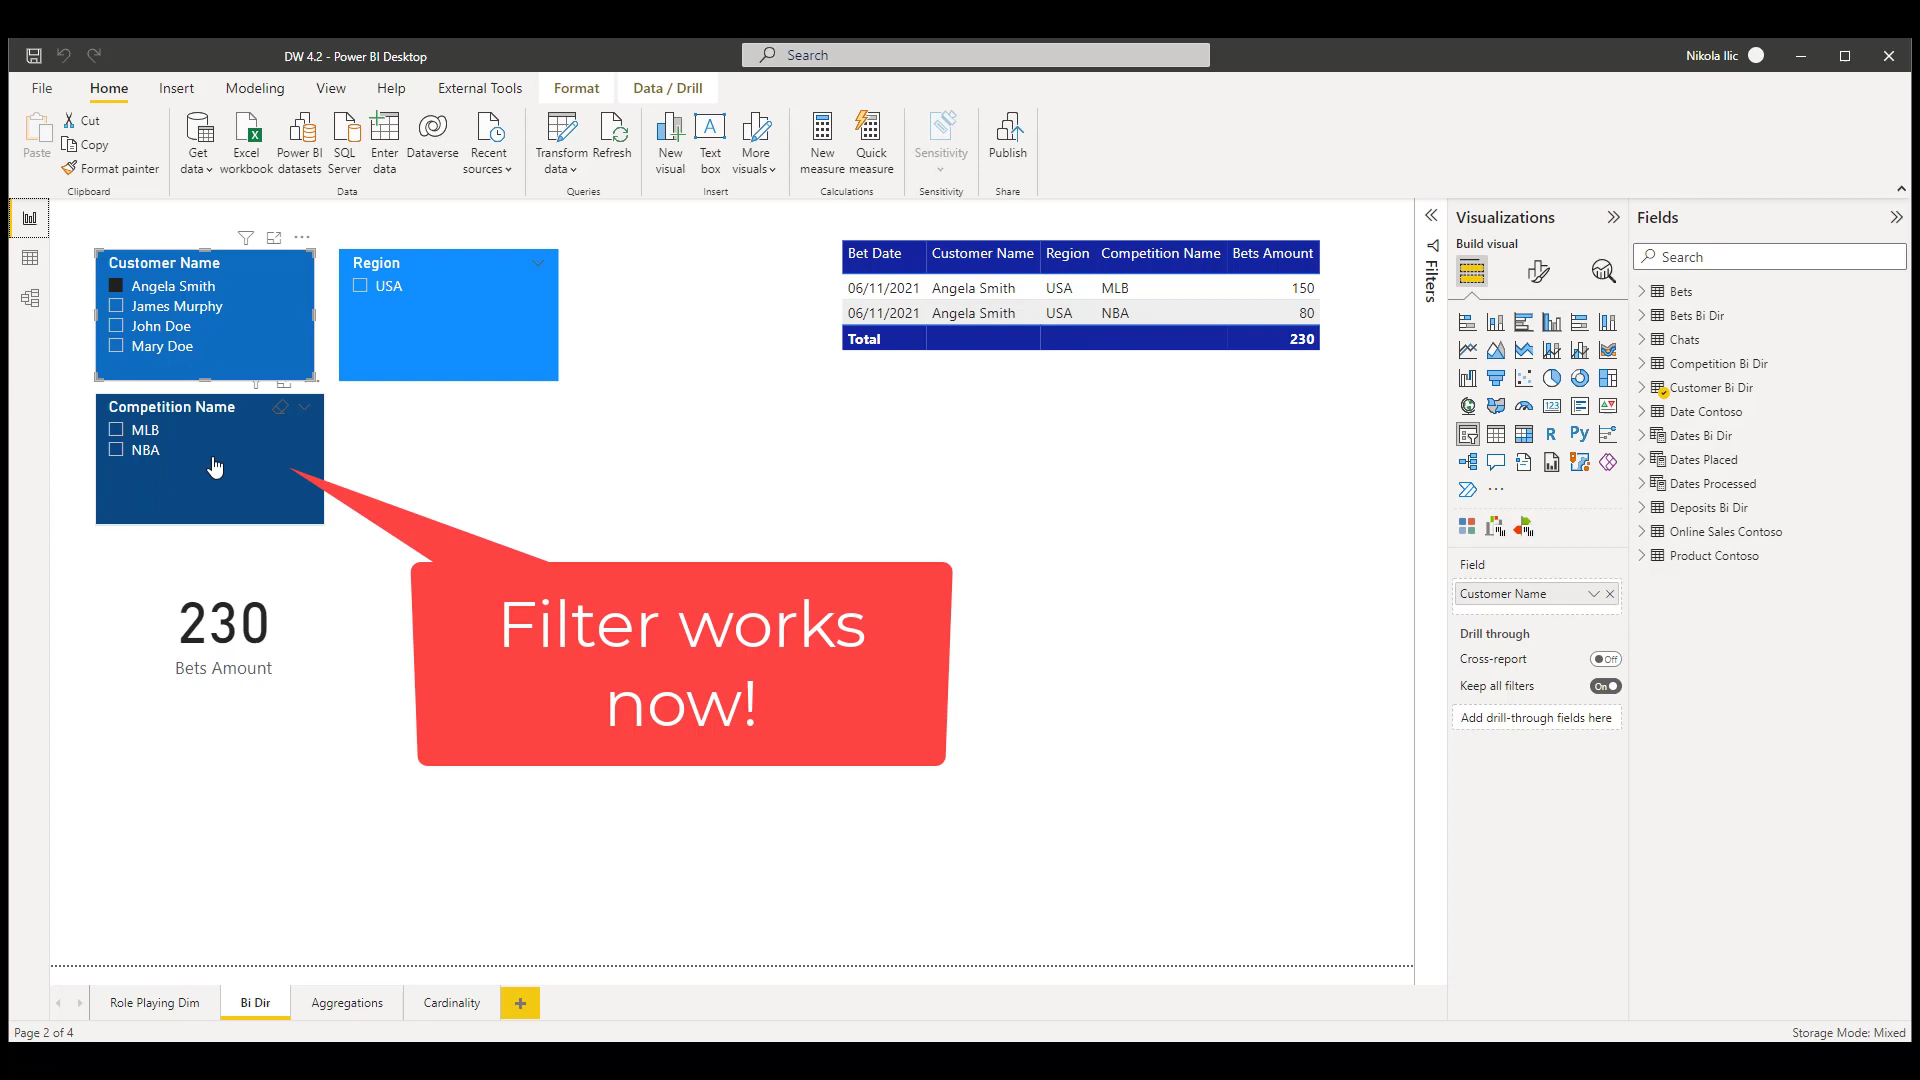 DW 4.2 - Power BI Desktop
Search
Nikola Ilic
File Home Insert Modeling View Help External Tools Format Data / Drill
Paste
Cut
Copy
Format painter
Clipboard
Get data
Excel workbook
Power BI datasets
SQL Server
Enter data
Dataverse
Recent sources
Data
Transform data
Refresh
Queries
New visual
Text box
More visuals
Insert
New measure
Quick measure
Calculations
Sensitivity
Sensitivity
Publish
Share
Customer Name
Angela Smith
James Murphy
John Doe
Mary Doe
Region
USA
Competition Name
MLB
NBA
230
Bets Amount
Filter works
now!
Bet Date Customer Name Region Competition Name Bets Amount
06/11/2021 Angela Smith USA MLB 150
06/11/2021 Angela Smith USA NBA 80
Total 230
Filters
Visualizations
Build visual
R
Py
123
Field
Customer Name
Drill through
Cross-report Off
Keep all filters On
Add drill-through fields here
Fields
Search
Bets
Bets Bi Dir
Chats
Competition Bi Dir
Customer Bi Dir
Date Contoso
Dates Bi Dir
Dates Placed
Dates Processed
Deposits Bi Dir
Online Sales Contoso
Product Contoso
Role Playing Dim
Bi Dir
Aggregations
Cardinality
Page 2 of 4
Storage Mode: Mixed